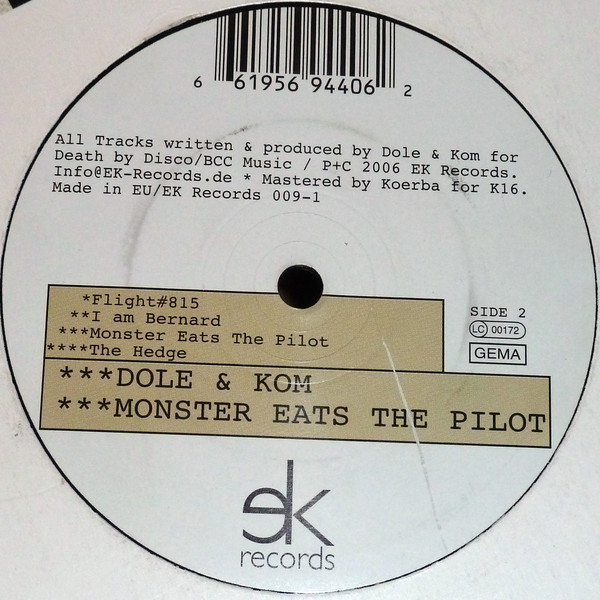 6 61956 94406 2
All Tracks written & produced by Dole & Kom for
Death by Disco/BCC Music / P+C 2006 EK Records.
Info@EK-Records.de * Mastered by Koerba for K16.
Made in EU/EK Records 009-1
*Flight#815
**I am Bernard
***Monster Eats The Pilot
****The Hedge
SIDE 2
LC 00172
GEMA
***DOLE & KOM
***MONSTER EATS THE PILOT
ek
records